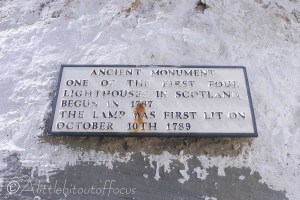 ANCIENT MONUMENT
ONE OF THE FIRST FOUR
LIGHTHOUSES IN SCOTLAND
BEGUN IN 1787
THE LAMP WAS FIRST LIT ON
OCTOBER 10TH 1789
© Alittlebitoutoffocus